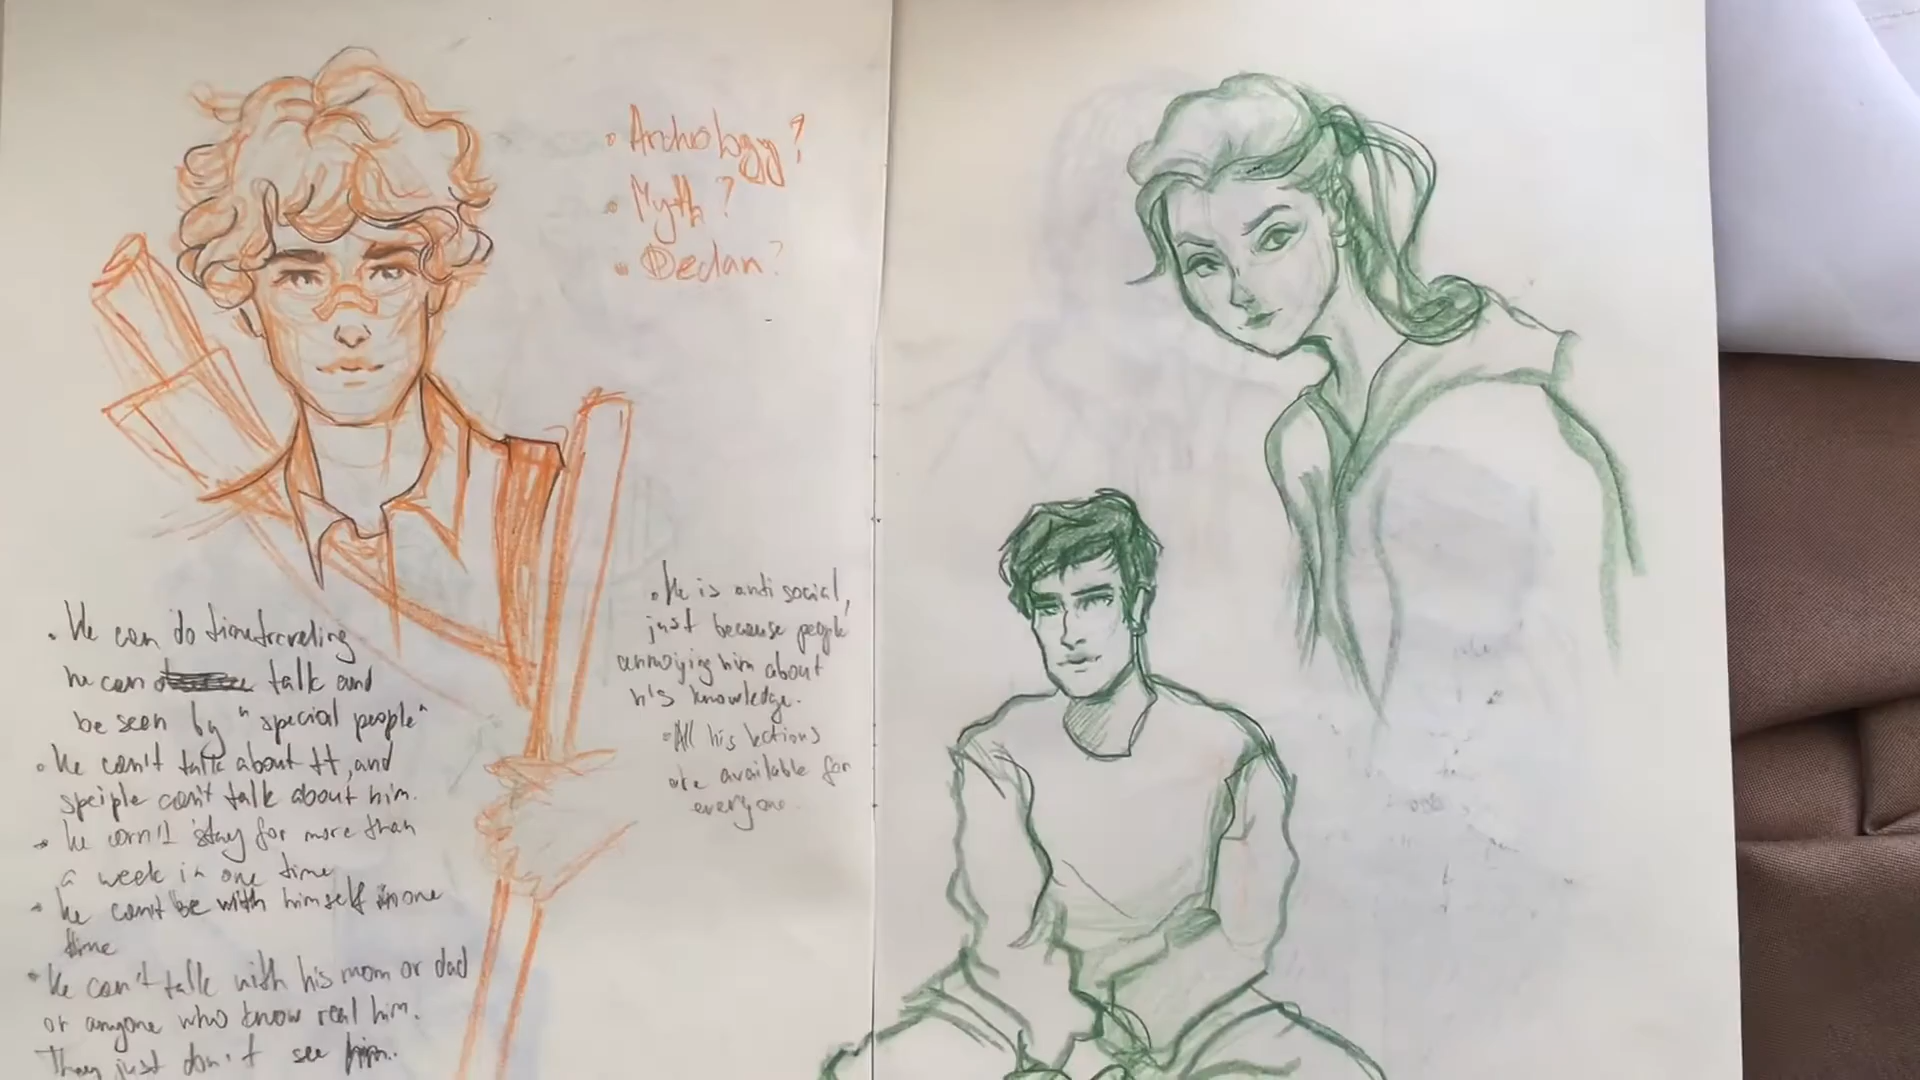 • Archology?
• Myth?
• Declan?
• He can do timetraveling
he can talk and
be seen by "special people"
• He can't talk about it, and
speiple can't talk about him.
• He can't stay for more than
a week in one time
• He can't be with himself in one
time
• He can't talk with his mom or dad
or anyone who know real him.
They just don't see him.
• He is anti social,
just because people
annoying him about
his knowledge.
• All his lections
are available for
everyone.